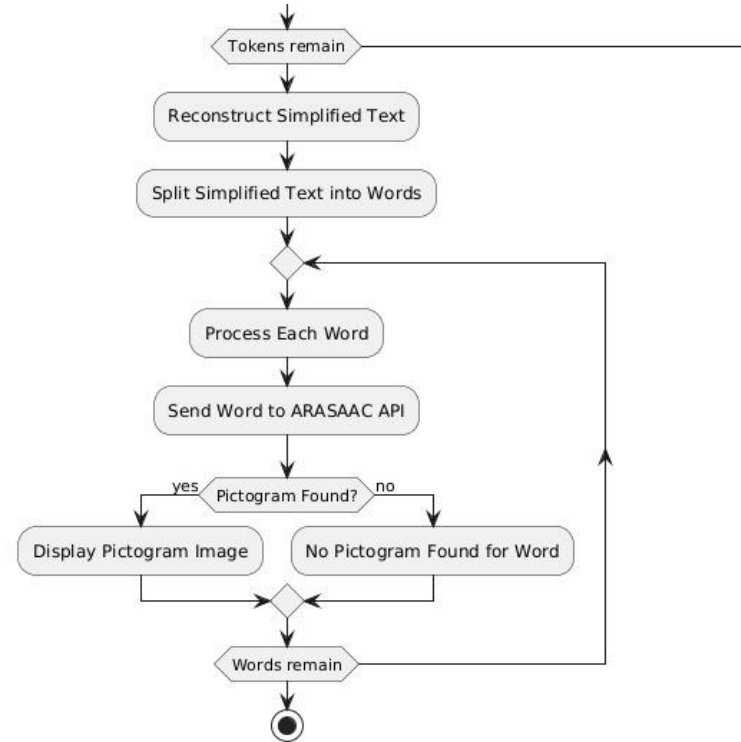 Tokens remain
Reconstruct Simplified Text
Split Simplified Text into Words
Process Each Word
Send Word to ARASAAC API
yes
Pictogram Found?
no
Display Pictogram Image
No Pictogram Found for Word
Words remain